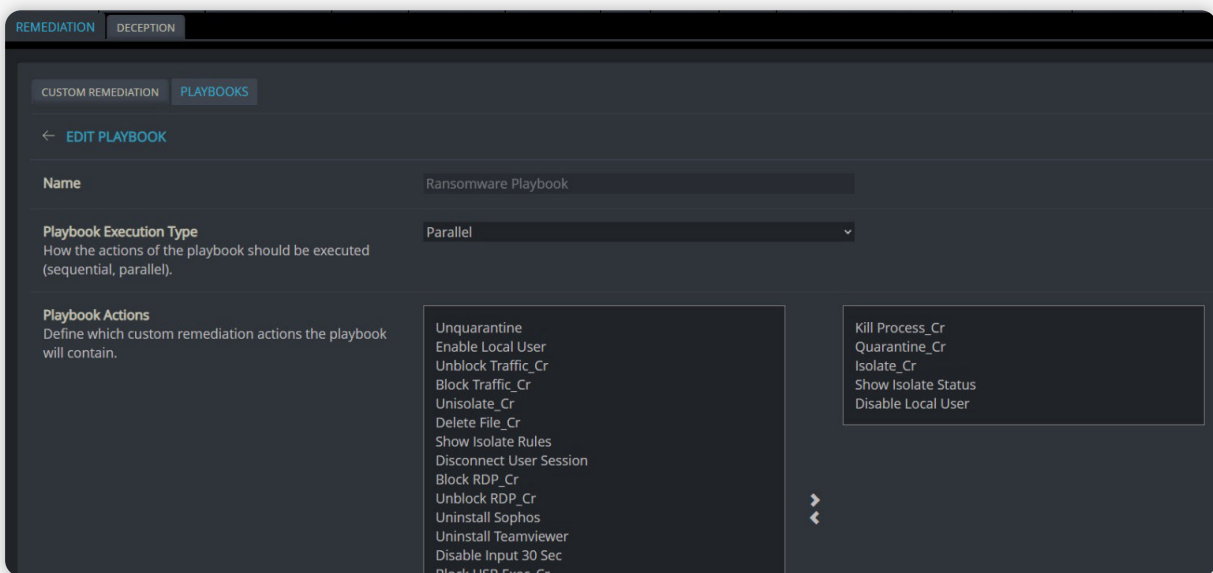 REMEDIATION DECEPTION
CUSTOM REMEDIATION PLAYBOOKS
← EDIT PLAYBOOK
Name
Ransomware Playbook
Playbook Execution Type
How the actions of the playbook should be executed
(sequential, parallel).
Parallel
Playbook Actions
Define which custom remediation actions the playbook
will contain.
Unquarantine
Enable Local User
Unblock Traffic_Cr
Block Traffic_Cr
Unisolate_Cr
Delete File_Cr
Show Isolate Rules
Disconnect User Session
Block RDP_Cr
Unblock RDP_Cr
Uninstall Sophos
Uninstall Teamviewer
Disable Input 30 Sec
Block USB Exec_Cr
Kill Process_Cr
Quarantine_Cr
Isolate_Cr
Show Isolate Status
Disable Local User